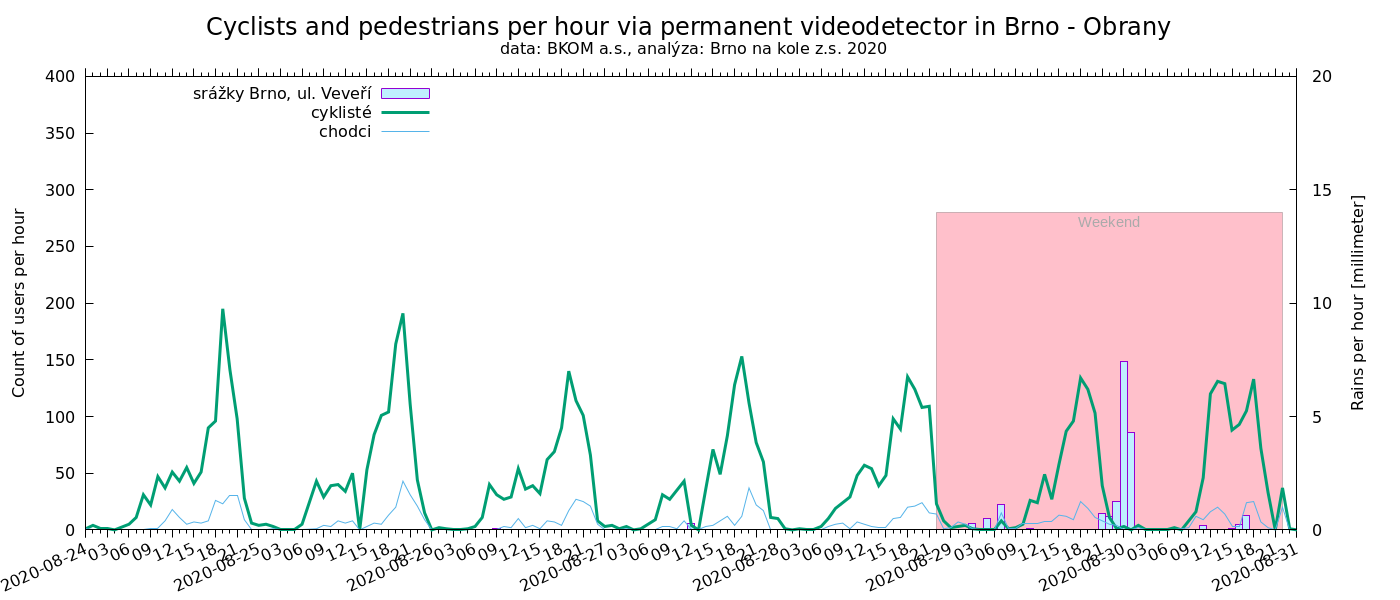 Cyclists and pedestrians per hour via permanent videodetector in Brno - Obrany
data: BKOM a.s., analýza: Brno na kole z.s. 2020
srážky Brno, ul. Veveří
cyklisté
chodci
Weekend
Count of users per hour
400
350
300
250
200
150
100
50
0
Rains per hour [millimeter]
20
15
10
5
0
2020-08-24 03 06 09 12 15 18 21 2020-08-25 03 06 09 12 15 18 21 2020-08-26 03 06 09 12 15 18 21 2020-08-27 03 06 09 12 15 18 21 2020-08-28 03 06 09 12 15 18 21 2020-08-29 03 06 09 12 15 18 21 2020-08-30 03 06 09 12 15 18 21 2020-08-31